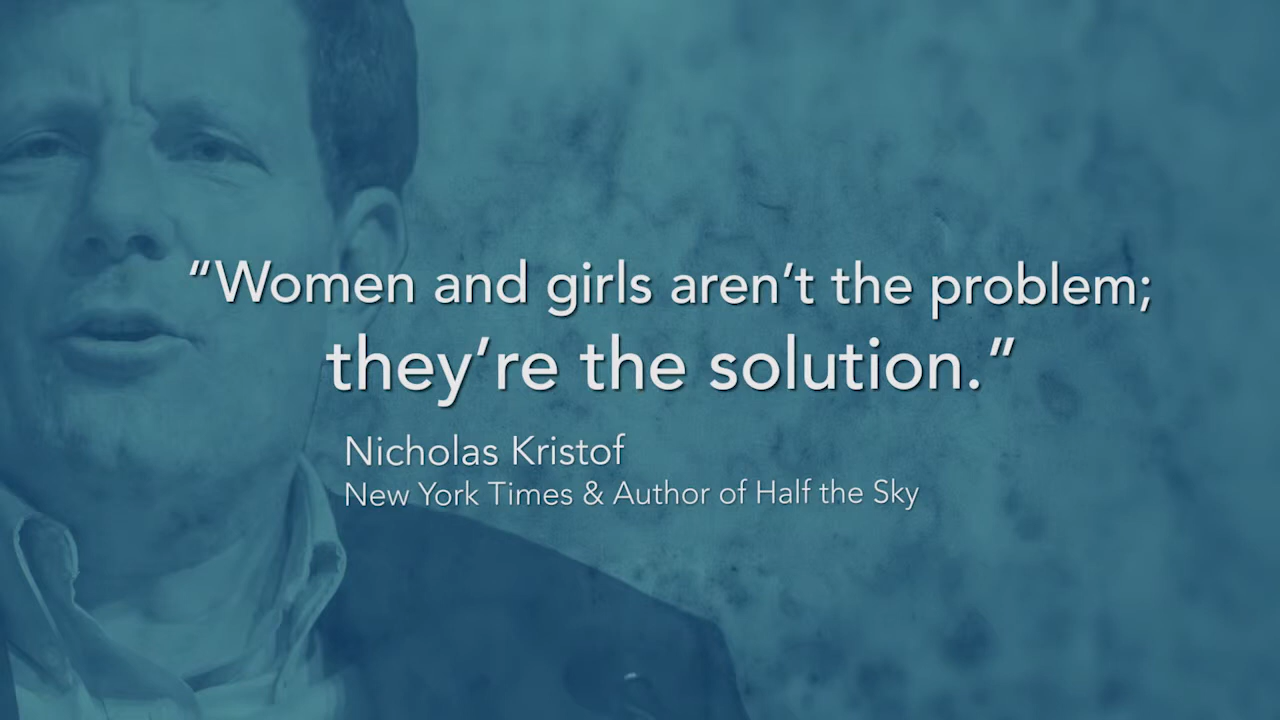 “Women and girls aren’t the problem;
they’re the solution.”
Nicholas Kristof
New York Times & Author of Half the Sky